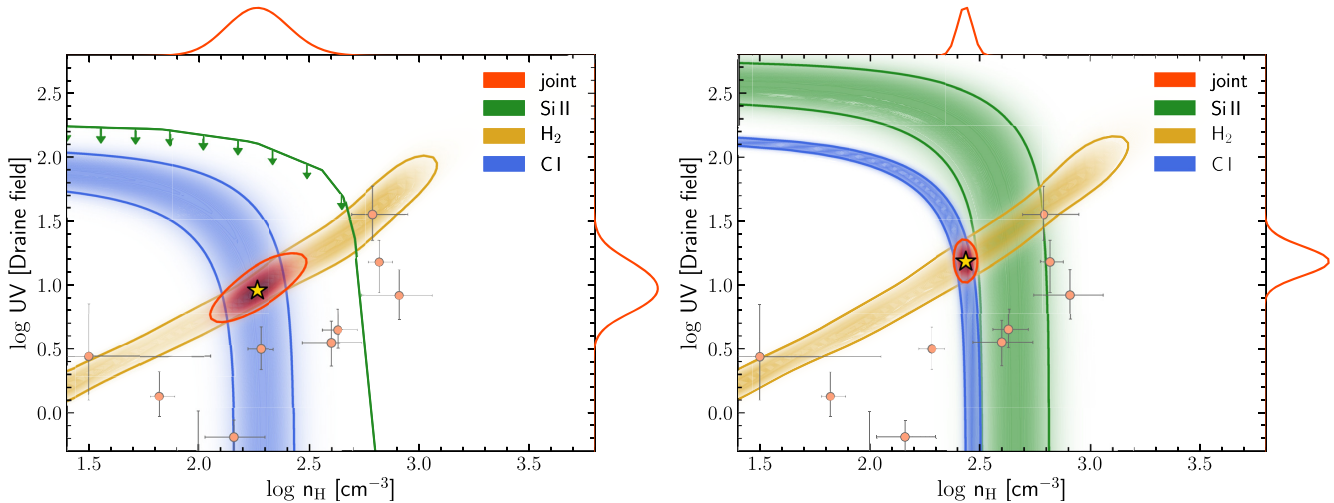 joint
Si II
H₂
C I
2.5
2.0
1.5
1.0
0.5
0.0
log UV [Draine field]
1.5 2.0 2.5 3.0 3.5
log n_H [cm⁻³]
joint
Si II
H₂
C I
2.5
2.0
1.5
1.0
0.5
0.0
log UV [Draine field]
1.5 2.0 2.5 3.0 3.5
log n_H [cm⁻³]